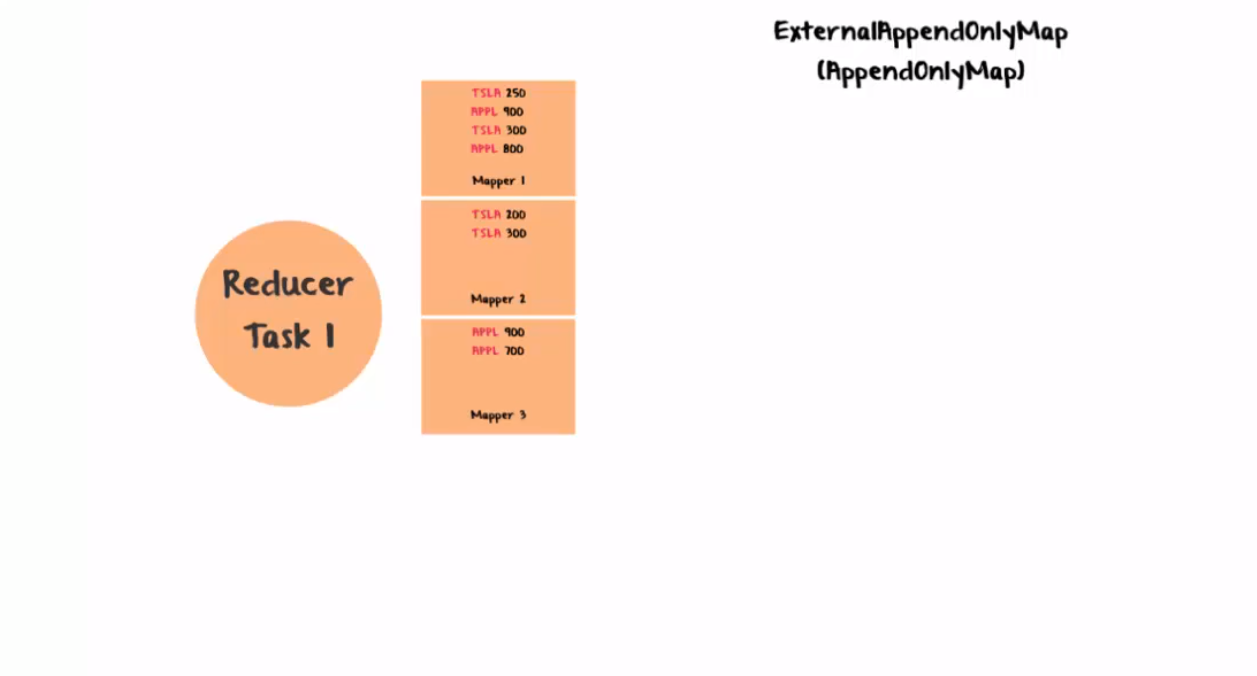 ExternalAppendOnlyMap
(AppendOnlyMap)
TSLA 250
APPL 900
TSLA 300
APPL 800
Mapper 1
TSLA 200
TSLA 300
Mapper 2
APPL 900
APPL 700
Mapper 3
Reducer
Task 1